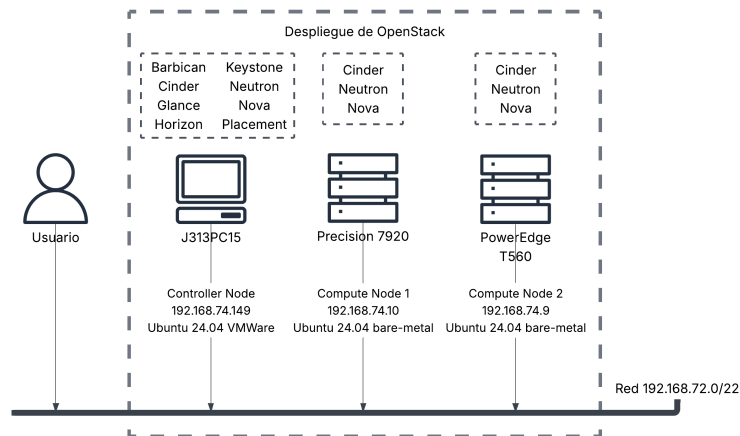 Despliegue de OpenStack
Barbican Keystone
Cinder Neutron
Glance Nova
Horizon Placement
Cinder
Neutron
Nova
Cinder
Neutron
Nova
Usuario
J313PC15
Precision 7920
PowerEdge
T560
Controller Node
192.168.74.149
Ubuntu 24.04 VMWare
Compute Node 1
192.168.74.10
Ubuntu 24.04 bare-metal
Compute Node 2
192.168.74.9
Ubuntu 24.04 bare-metal
Red 192.168.72.0/22